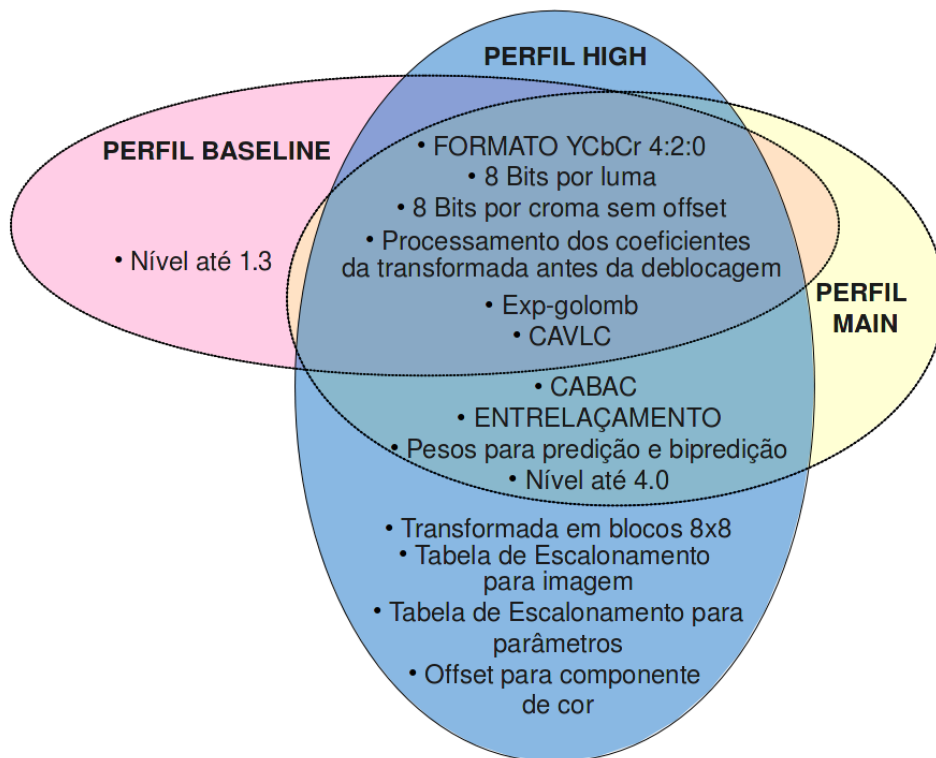 PERFIL HIGH
PERFIL BASELINE
• Nível até 1.3
• FORMATO YCbCr 4:2:0
• 8 Bits por luma
• 8 Bits por croma sem offset
• Processamento dos coeficientes
da transformada antes da deblocagem
• Exp-golomb
• CAVLC
PERFIL
MAIN
• CABAC
• ENTRELAÇAMENTO
• Pesos para predição e bipredição
• Nível até 4.0
• Transformada em blocos 8x8
• Tabela de Escalonamento
para imagem
• Tabela de Escalonamento para
parâmetros
• Offset para componente
de cor